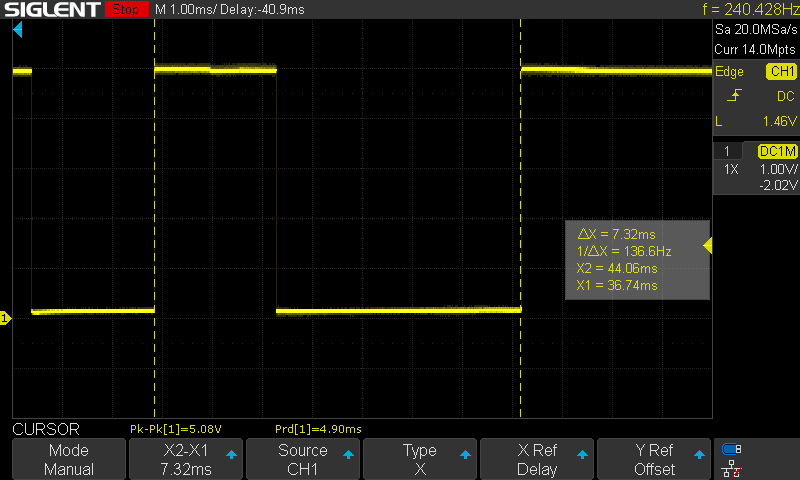 SIGLENT Stop M 1.00ms/ Delay:-40.9ms f = 240.428Hz
Sa 20.0MSa/s
Curr 14.0Mpts
Edge CH1
DC
L 1.46V
1 DC1M
1X 1.00V/
-2.02V
ΔX = 7.32ms
1/ΔX = 136.6Hz
X2 = 44.06ms
X1 = 36.74ms
1
CURSOR Pk-Pk[1]=5.08V Prd[1]=4.90ms
Mode X2-X1 Source Type X Ref Y Ref
Manual 7.32ms CH1 X Delay Offset